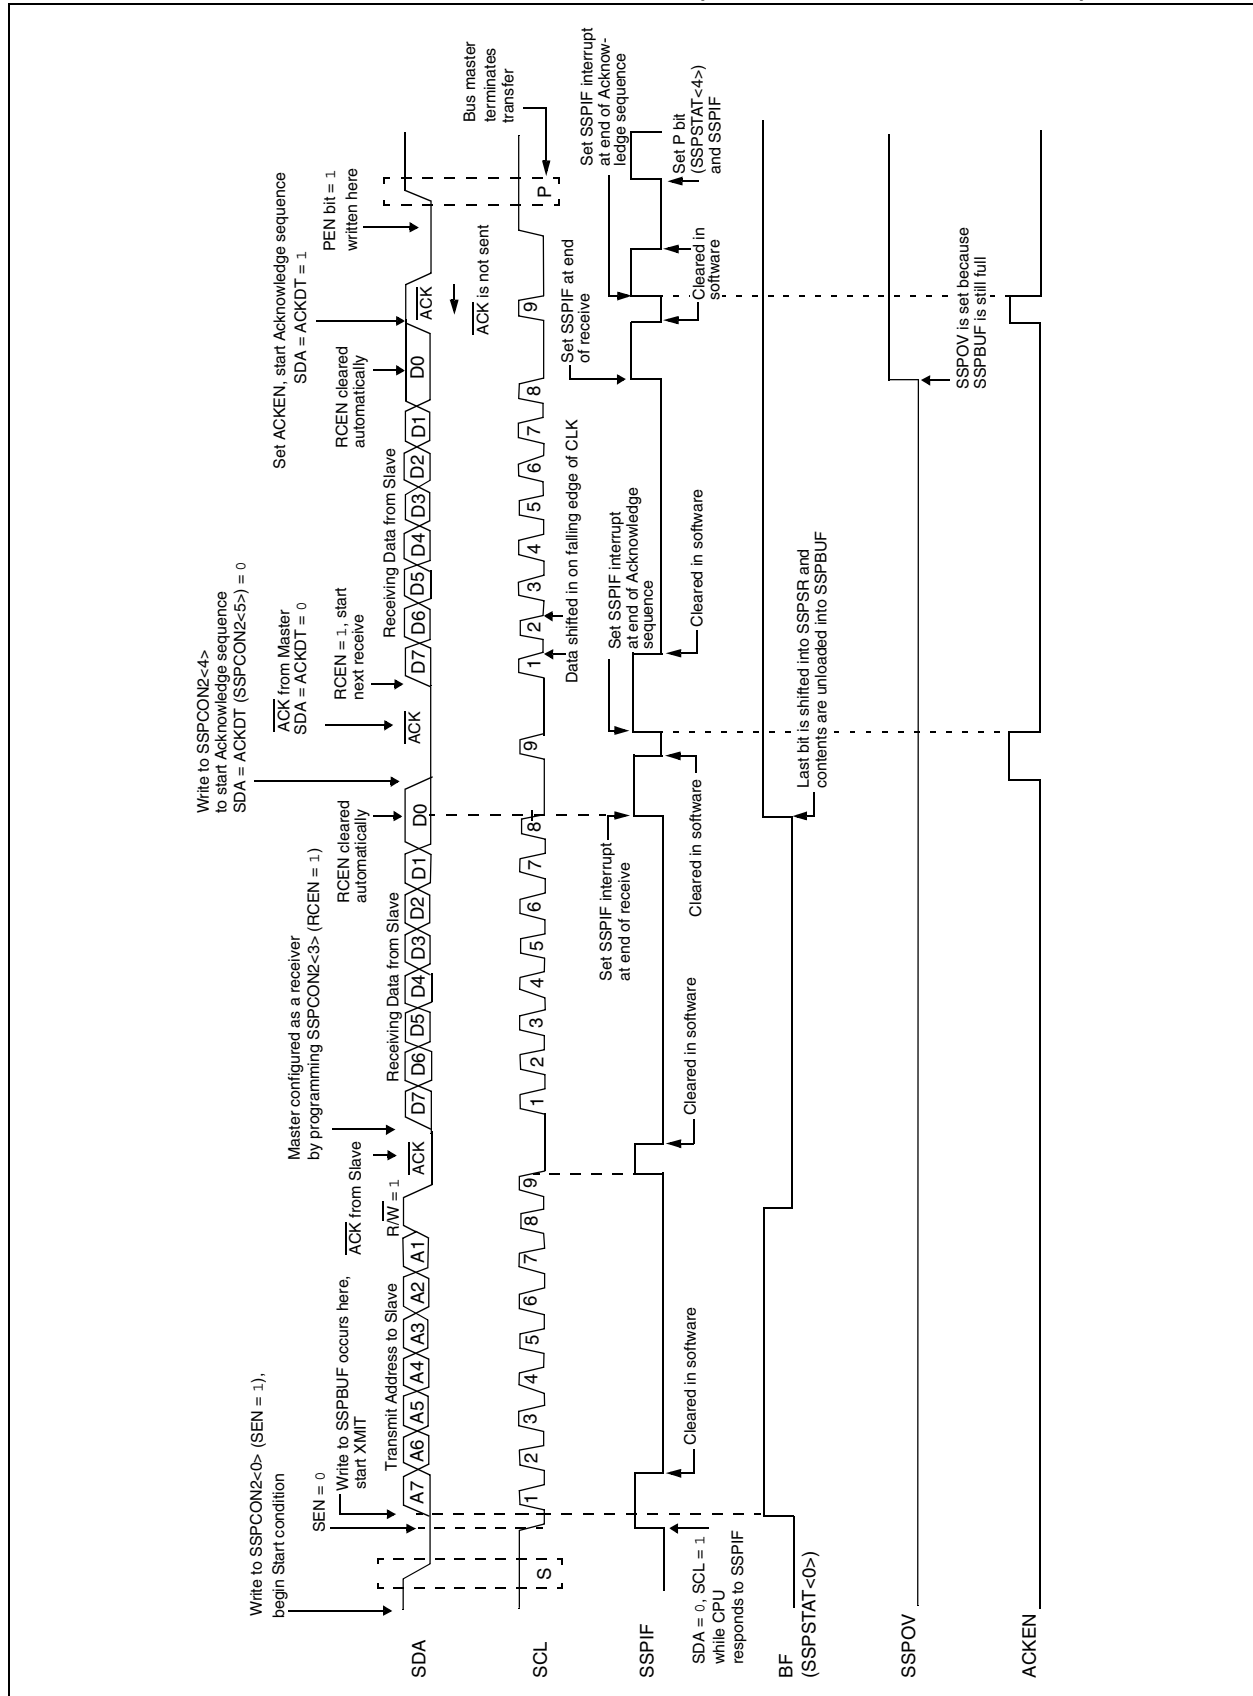 Write to SSPCON2<4>
to start Acknowledge sequence
SDA = ACKDT (SSPCON2<5>) = 0
Set ACKEN, start Acknowledge sequence
SDA = ACKDT = 1
Write to SSPCON2<0> (SEN = 1),
begin Start condition
SEN = 0
Write to SSPBUF occurs here,
start XMIT
Master configured as a receiver
by programming SSPCON2<3> (RCEN = 1)
ACK from Slave
R/W = 1
RCEN cleared
automatically
ACK from Master
SDA = ACKDT = 0
RCEN = 1, start
next receive
RCEN cleared
automatically
PEN bit = 1
written here
Transmit Address to Slave
Receiving Data from Slave
Receiving Data from Slave
SDA
A7 A6 A5 A4 A3 A2 A1
ACK
D7 D6 D5 D4 D3 D2 D1 D0
ACK
D7 D6 D5 D4 D3 D2 D1 D0
ACK
ACK is not sent
Bus master
terminates
transfer
SCL
S
1 2 3 4 5 6 7 8 9
1 2 3 4 5 6 7 8 9
1 2 3 4 5 6 7 8 9
P
Data shifted in on falling edge of CLK
Set SSPIF at end
of receive
Set SSPIF interrupt
at end of Acknow-
ledge sequence
Set SSPIF interrupt
at end of receive
Set SSPIF interrupt
at end of Acknowledge
sequence
SSPIF
SDA = 0, SCL = 1
while CPU
responds to SSPIF
Cleared in software
Cleared in software
Cleared in software
Cleared in software
Cleared in
software
Set P bit
(SSPSTAT<4>)
and SSPIF
BF
(SSPSTAT<0>)
Last bit is shifted into SSPSR and
contents are unloaded into SSPBUF
SSPOV
SSPOV is set because
SSPBUF is still full
ACKEN